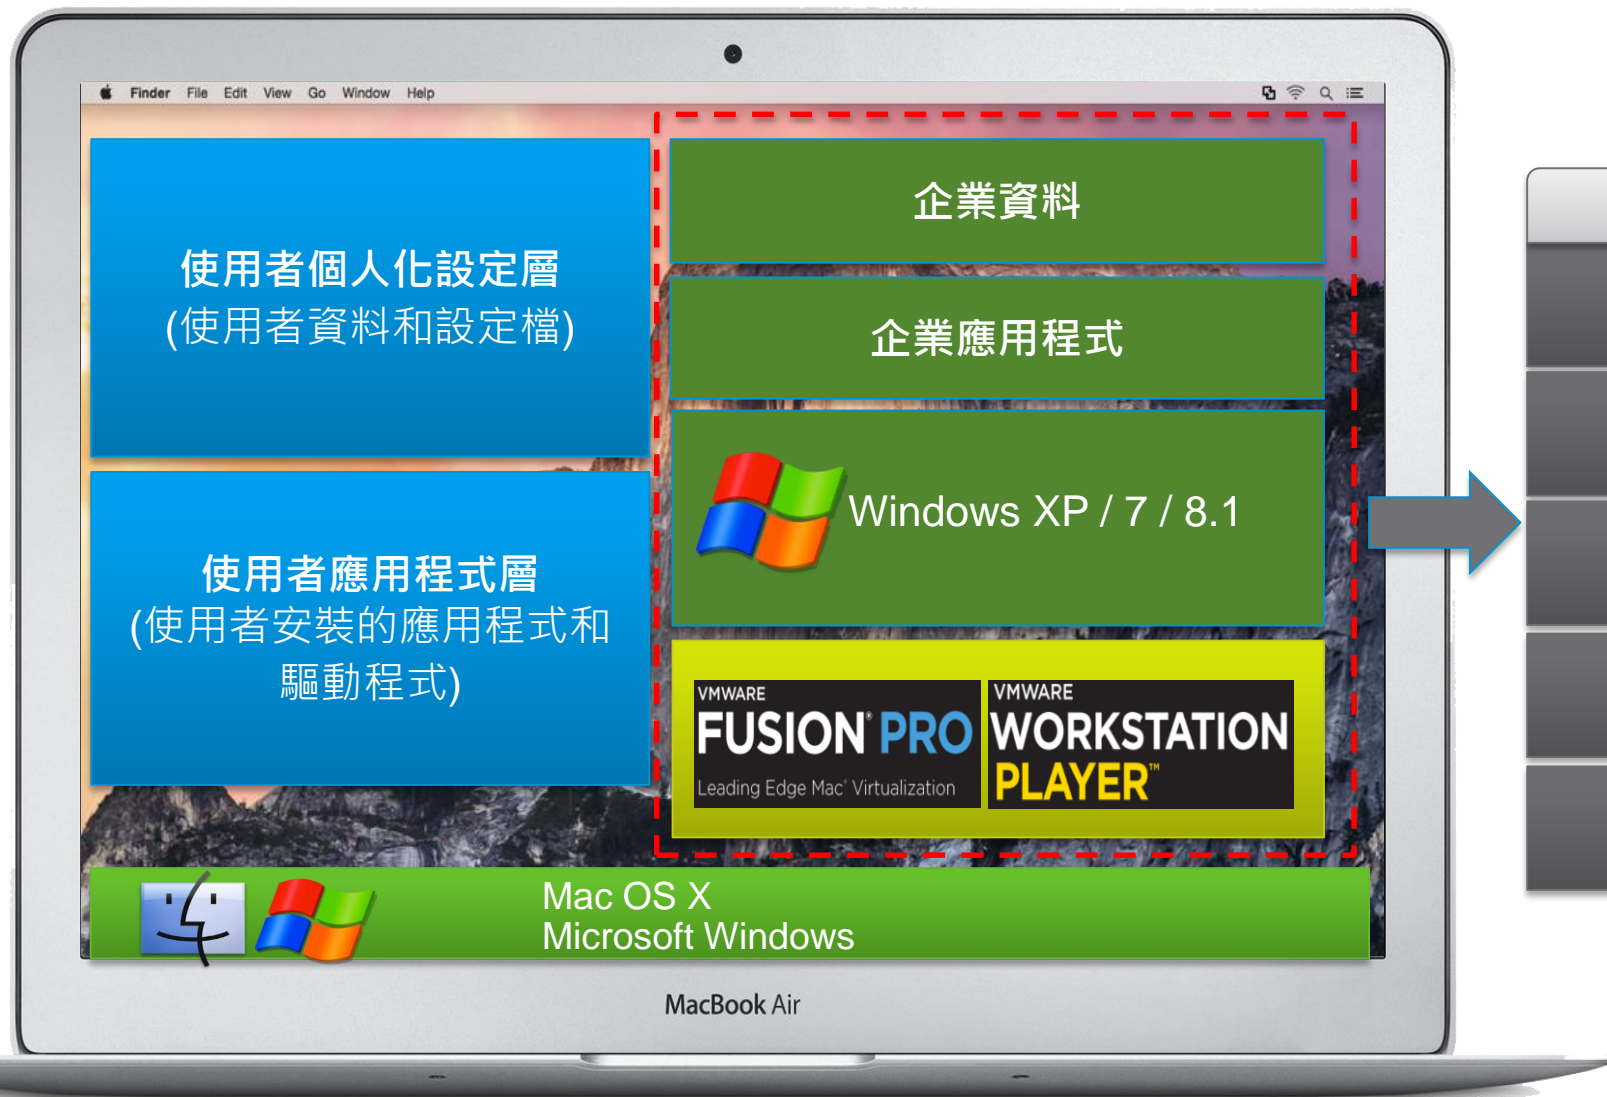 Finder File Edit View Go Window Help
使用者個人化設定層
(使用者資料和設定檔)
使用者應用程式層
(使用者安裝的應用程式和
驅動程式)
企業資料
企業應用程式
Windows XP / 7 / 8.1
VMWARE
FUSION® PRO
Leading Edge Mac® Virtualization
VMWARE
WORKSTATION
PLAYER™
Mac OS X
Microsoft Windows
MacBook Air